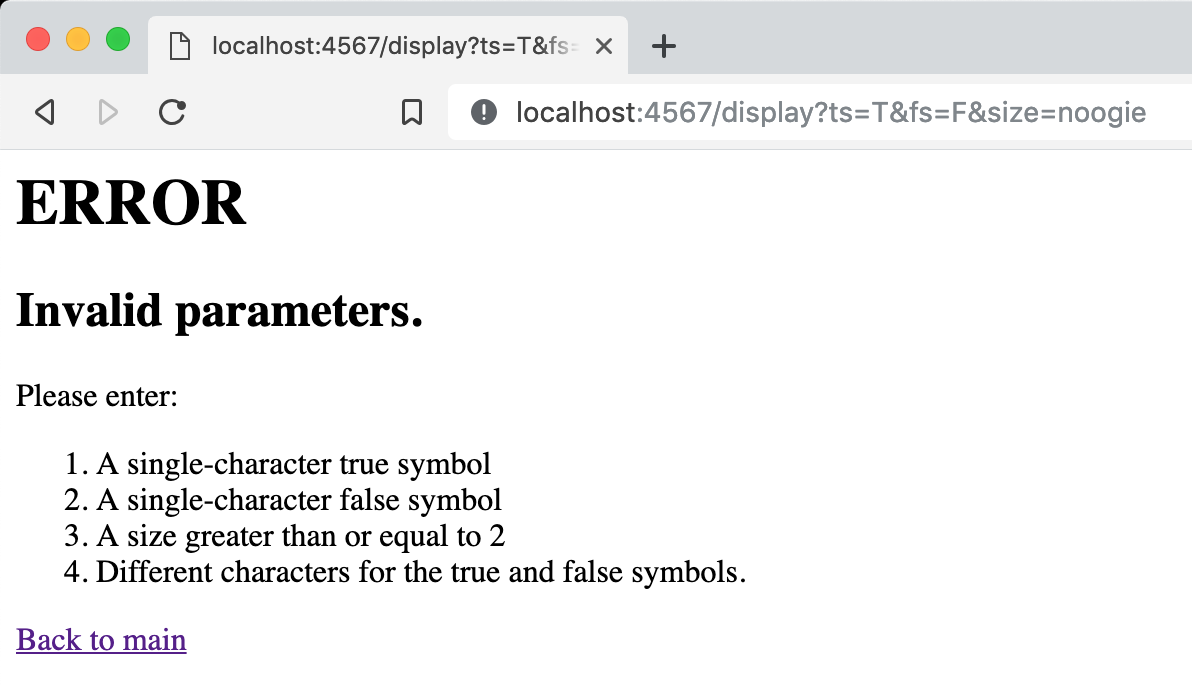 localhost:4567/display?ts=T&fs=
localhost:4567/display?ts=T&fs=F&size=noogie
ERROR
Invalid parameters.
Please enter:
1. A single-character true symbol
2. A single-character false symbol
3. A size greater than or equal to 2
4. Different characters for the true and false symbols.
Back to main